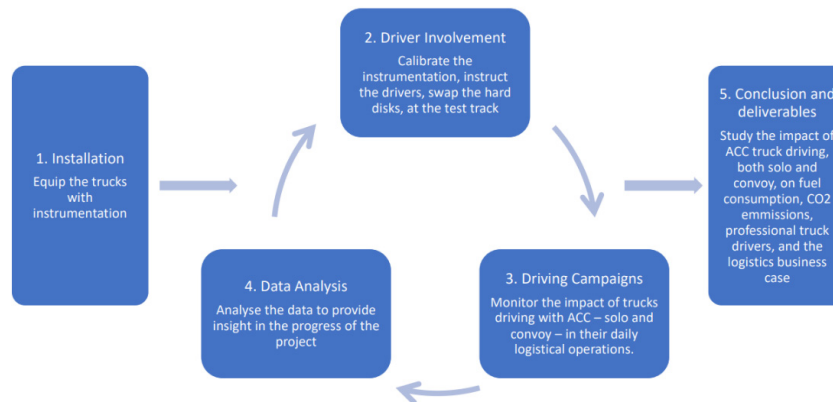 1. Installation
Equip the trucks
with
instrumentation
2. Driver Involvement
Calibrate the
instrumentation, instruct
the drivers, swap the hard
disks, at the test track
3. Driving Campaigns
Monitor the impact of trucks
driving with ACC – solo and
convoy – in their daily
logistical operations.
4. Data Analysis
Analyse the data to provide
insight in the progress of the
project
5. Conclusion and
deliverables
Study the impact of
ACC truck driving,
both solo and
convoy, on fuel
consumption, CO2
emmissions,
professional truck
drivers, and the
logistics business
case